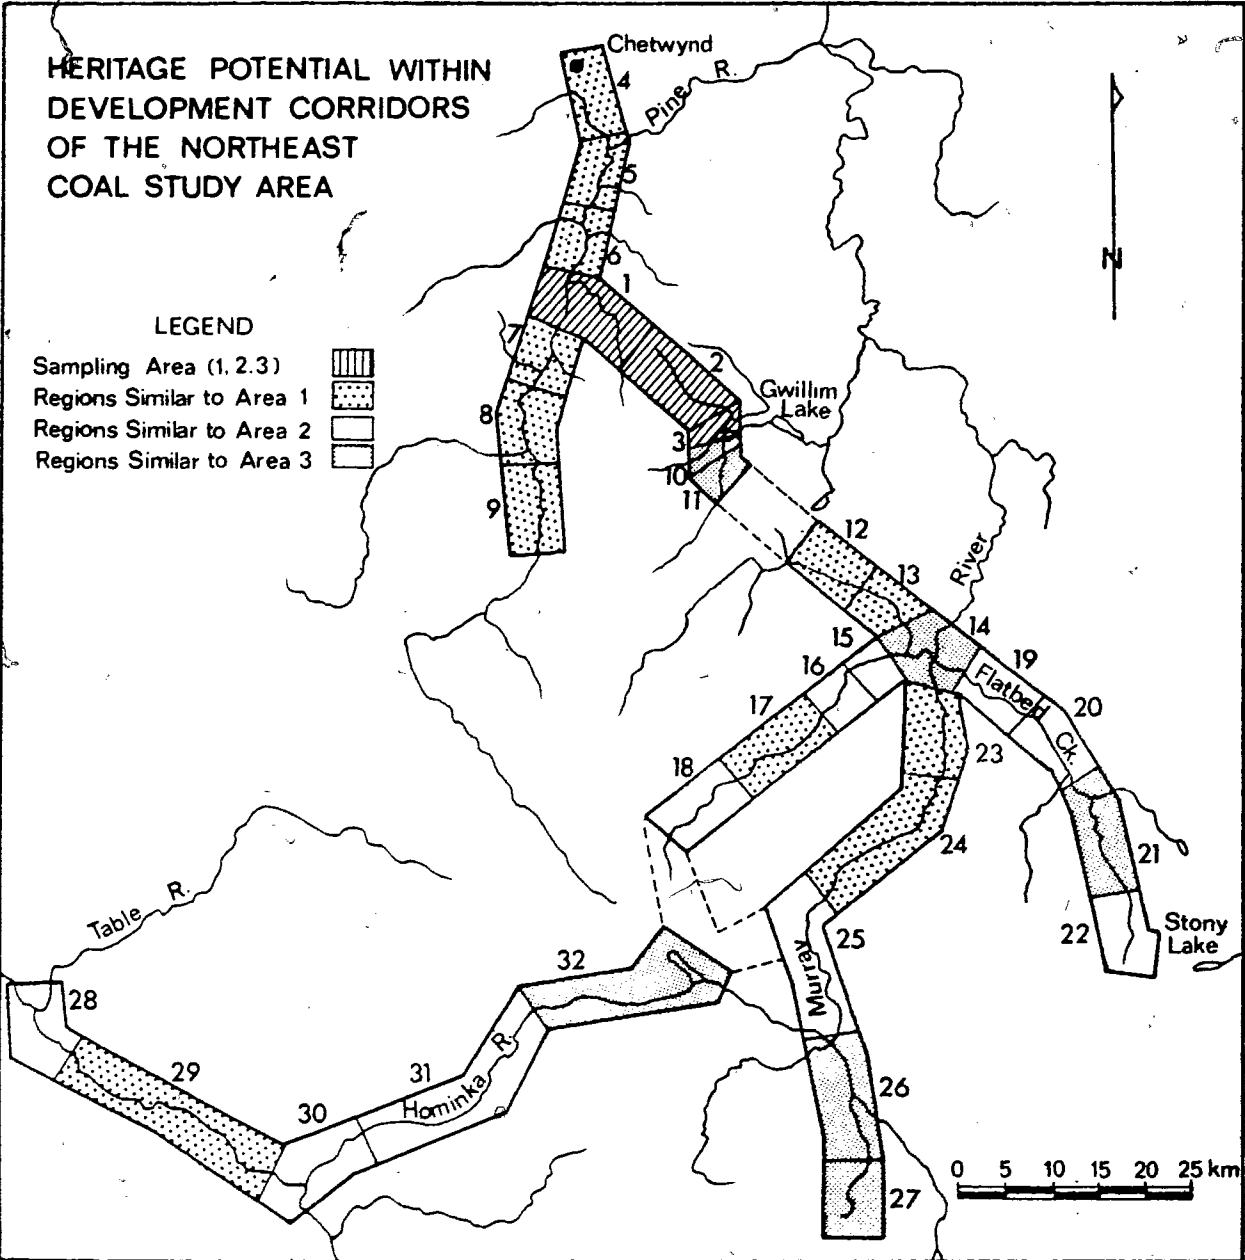 HERITAGE POTENTIAL WITHIN
DEVELOPMENT CORRIDORS
OF THE NORTHEAST
COAL STUDY AREA
Chetwynd
4
Pine R.
5
6
1
N
LEGEND
Sampling Area (1, 2.3)
Regions Similar to Area 1
Regions Similar to Area 2
Regions Similar to Area 3
7
2
Gwillim
Lake
8
3
10
11
9
12
13
River
14
15
16
19
Flatbed
Ck.
17
20
18
23
24
21
22
Stony
Lake
25
Murray
Table R.
32
28
29
31
Hominka R.
30
26
27
0 5 10 15 20 25 km